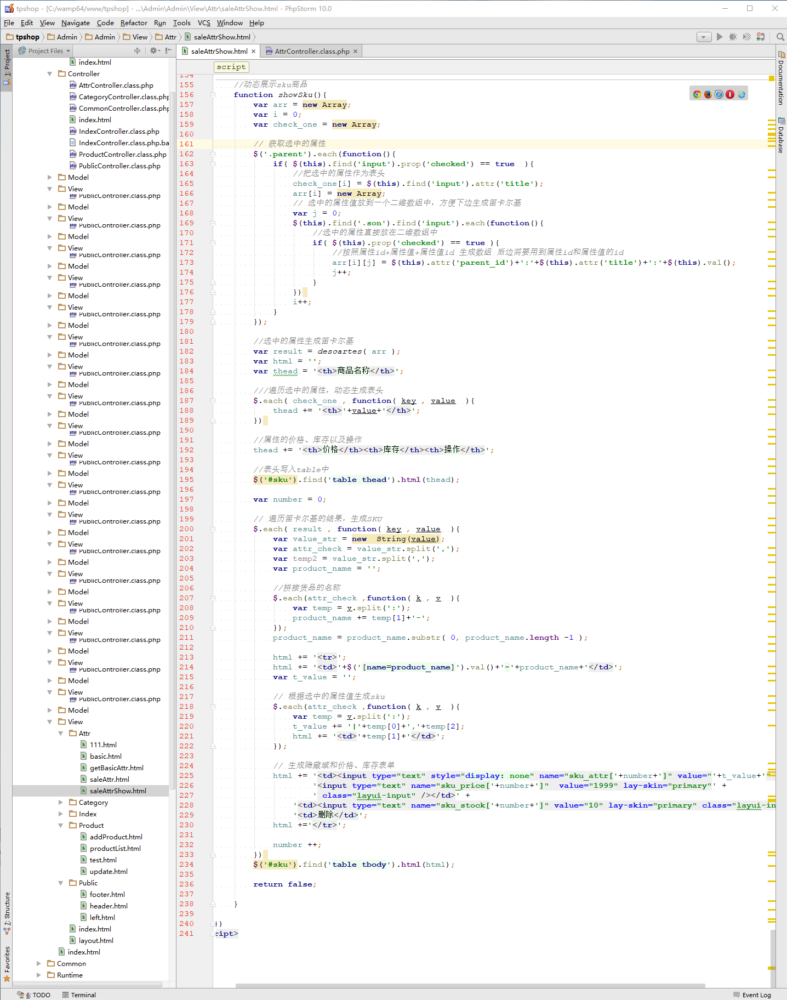 tpshop - [C:/wamp64/www/tpshop] - ...\Admin\Admin\View\Attr\saleAttrShow.html - PhpStorm 10.0
File Edit View Navigate Code Refactor Run Tools VCS Window Help
tpshop Admin Admin View Attr saleAttrShow.html
Project Files
saleAttrShow.html
AttrController.class.php
1: Project
7: Structure
Favorites
Documentation
Database
index.html
Controller
AttrController.class.php
CategoryController.class.php
CommonController.class.php
index.html
IndexController.class.php
IndexController.class.php.ba
ProductController.class.php
PublicController.class.php
Model
View
PublicController.class.php
Model
View
PublicController.class.php
Model
View
PublicController.class.php
Model
View
PublicController.class.php
Model
View
PublicController.class.php
Model
View
PublicController.class.php
Model
View
PublicController.class.php
Model
View
PublicController.class.php
Model
View
PublicController.class.php
Model
View
PublicController.class.php
Model
View
PublicController.class.php
Model
View
PublicController.class.php
Model
View
PublicController.class.php
Model
View
PublicController.class.php
Model
View
PublicController.class.php
Model
View
PublicController.class.php
Model
View
PublicController.class.php
Model
View
PublicController.class.php
Model
View
Attr
111.html
basic.html
getBasicAttr.html
saleAttr.html
saleAttrShow.html
Category
Index
Product
addProduct.html
productList.html
test.html
update.html
Public
footer.html
header.html
left.html
index.html
layout.html
index.html
Common
Runtime
script
154
155 //动态展示sku商品
156 function showSku(){
157 var arr = new Array;
158 var i = 0;
159 var check_one = new Array;
160
161 // 获取选中的属性
162 $('.parent').each(function(){
163 if( $(this).find('input').prop('checked') == true ){
164 //把选中的属性作为表头
165 check_one[i] = $(this).find('input').attr('title');
166 arr[i] = new Array;
167 // 选中的属性值放到一个二维数组中，方便下边生成笛卡尔基
168 var j = 0;
169 $(this).find('.son').find('input').each(function(){
170 //选中的属性直接放在二维数组中
171 if( $(this).prop('checked') == true ){
172 //按照属性id+属性值+属性值id 生成数组 后边需要用到属性id和属性值的id
173 arr[i][j] = $(this).attr('parent_id')+':'+$(this).attr('title')+':'+$(this).val();
174 j++;
175 }
176 })
177 i++;
178 }
179 });
180
181 //选中的属性生成笛卡尔基
182 var result = descartes( arr );
183 var html = '';
184 var thead = '<th>商品名称</th>';
185
186 ///遍历选中的属性，动态生成表头
187 $.each( check_one , function( key , value ){
188 thead += '<th>'+value+'</th>';
189 })
190
191 //属性的价格、库存以及操作
192 thead += '<th>价格</th><th>库存</th><th>操作</th>';
193
194 //表头写入table中
195 $('#sku').find('table thead').html(thead);
196
197 var number = 0;
198
199 // 遍历笛卡尔基的结果，生成SKU
200 $.each( result , function( key , value ){
201 var value_str = new String(value);
202 var attr_check = value_str.split(',');
203 var temp2 = value_str.split(',');
204 var product_name = '';
205
206 //拼接货品的名称
207 $.each(attr_check ,function( k , v ){
208 var temp = v.split(':');
209 product_name += temp[1]+'-';
210 });
211 product_name = product_name.substr( 0, product_name.length -1 );
212
213 html += '<tr>';
214 html += '<td>'+$('[name=product_name]').val()+'-'+product_name+'</td>';
215 var t_value = '';
216
217 // 根据选中的属性值生成sku
218 $.each(attr_check ,function( k , v ){
219 var temp = v.split(':');
220 t_value += '|'+temp[0]+','+temp[2];
221 html += '<td>'+temp[1]+'</td>';
222 });
223
224 // 生成隐藏域和价格、库存表单
225 html += '<td><input type="text" style="display: none" name="sku_attr['+number+']" value="'+t_value+'"
226 '<input type="text" name="sku_price['+number+']" value="1999" lay-skin="primary"' +
227 ' class="layui-input" /></td>' +
228 '<td><input type="text" name="sku_stock['+number+']" value="10" lay-skin="primary" class="layui-in
229 '<td>删除</td>';
230 html +='</tr>';
231
232 number ++;
233 })
234 $('#sku').find('table tbody').html(html);
235
236 return false;
237
238 }
239
240 })
241 ript>
6: TODO Terminal Event Log